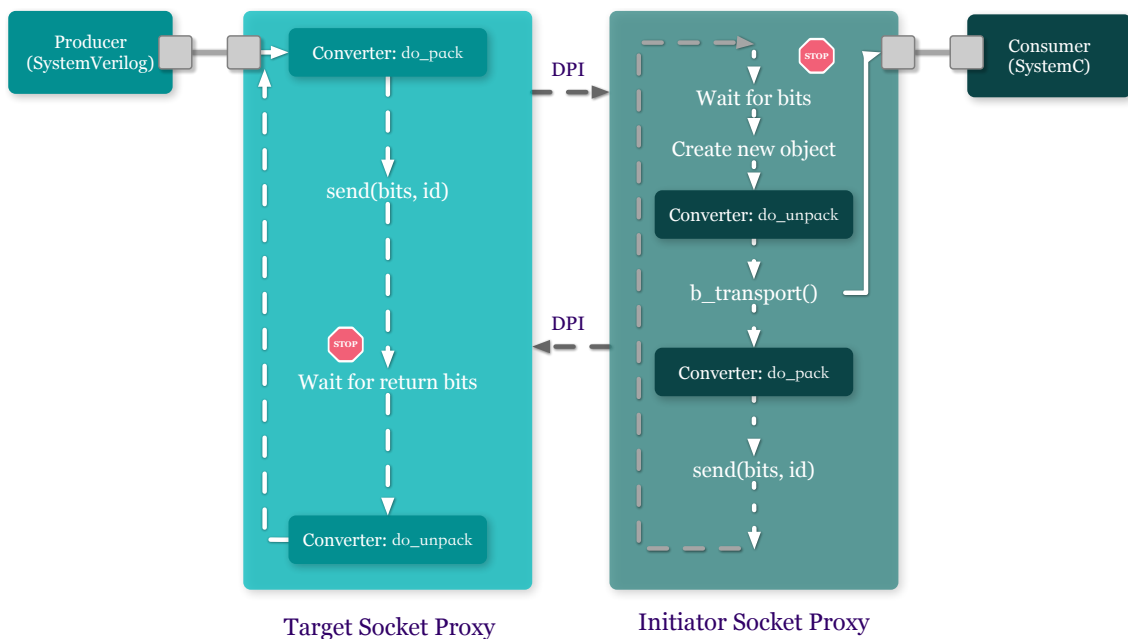 Producer
(SystemVerilog)
Converter: do_pack
send(bits, id)
STOP
Wait for return bits
Converter: do_unpack
Target Socket Proxy
DPI
DPI
STOP
Wait for bits
Create new object
Converter: do_unpack
b_transport()
Converter: do_pack
send(bits, id)
Initiator Socket Proxy
Consumer
(SystemC)